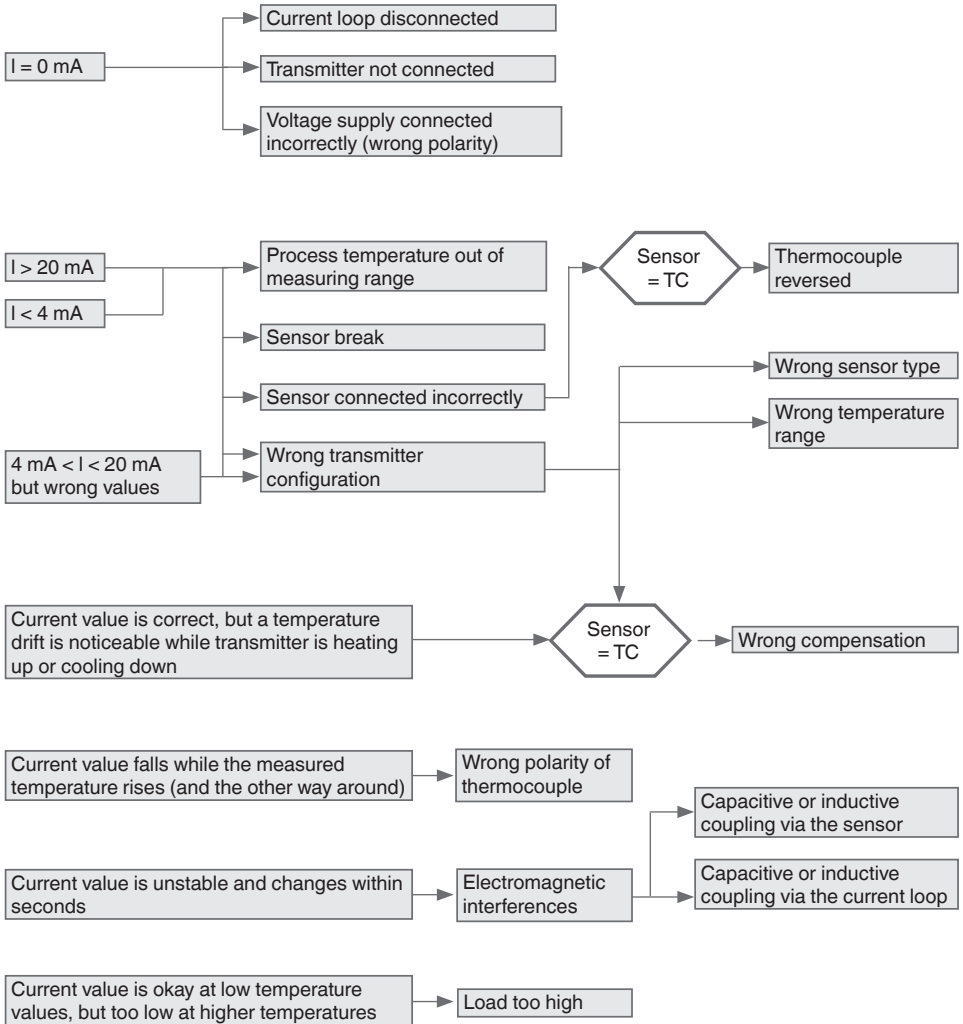 Current loop disconnected
I = 0 mA
Transmitter not connected
Voltage supply connected
incorrectly (wrong polarity)
I > 20 mA
I < 4 mA
Process temperature out of
measuring range
Sensor
= TC
Thermocouple
reversed
Sensor break
Sensor connected incorrectly
Wrong sensor type
Wrong temperature
range
4 mA < I < 20 mA
but wrong values
Wrong transmitter
configuration
Current value is correct, but a temperature
drift is noticeable while transmitter is heating
up or cooling down
Sensor
= TC
Wrong compensation
Current value falls while the measured
temperature rises (and the other way around)
Wrong polarity of
thermocouple
Current value is unstable and changes within
seconds
Electromagnetic
interferences
Capacitive or inductive
coupling via the sensor
Capacitive or inductive
coupling via the current loop
Current value is okay at low temperature
values, but too low at higher temperatures
Load too high